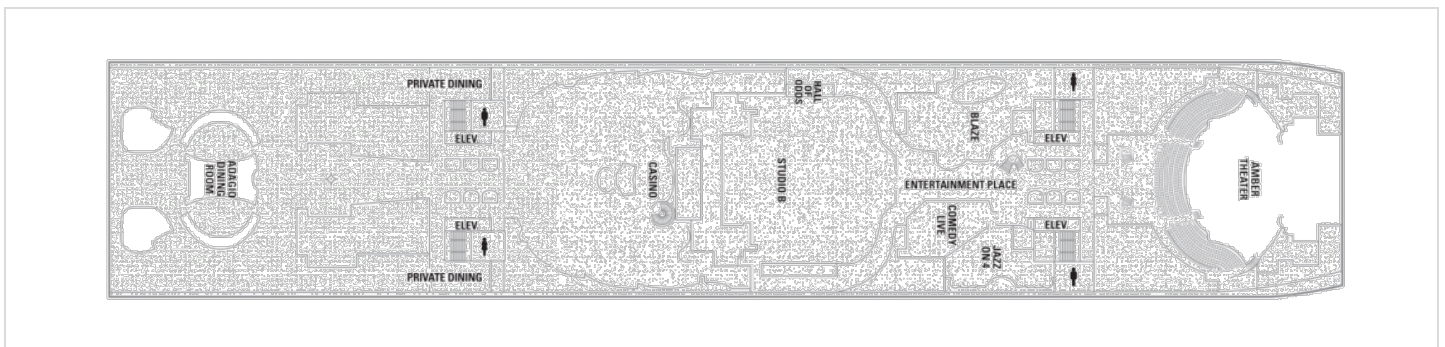 PRIVATE DINING
ELEV.
ADAGIO
DINING
ROOM
ELEV.
PRIVATE DINING
CASINO
STUDIO B
HALL
OF
ODDS
BLAZE
ELEV.
ENTERTAINMENT PLACE
COMEDY
LIVE
JAZZ
ON 4
ELEV.
AMBER
THEATER